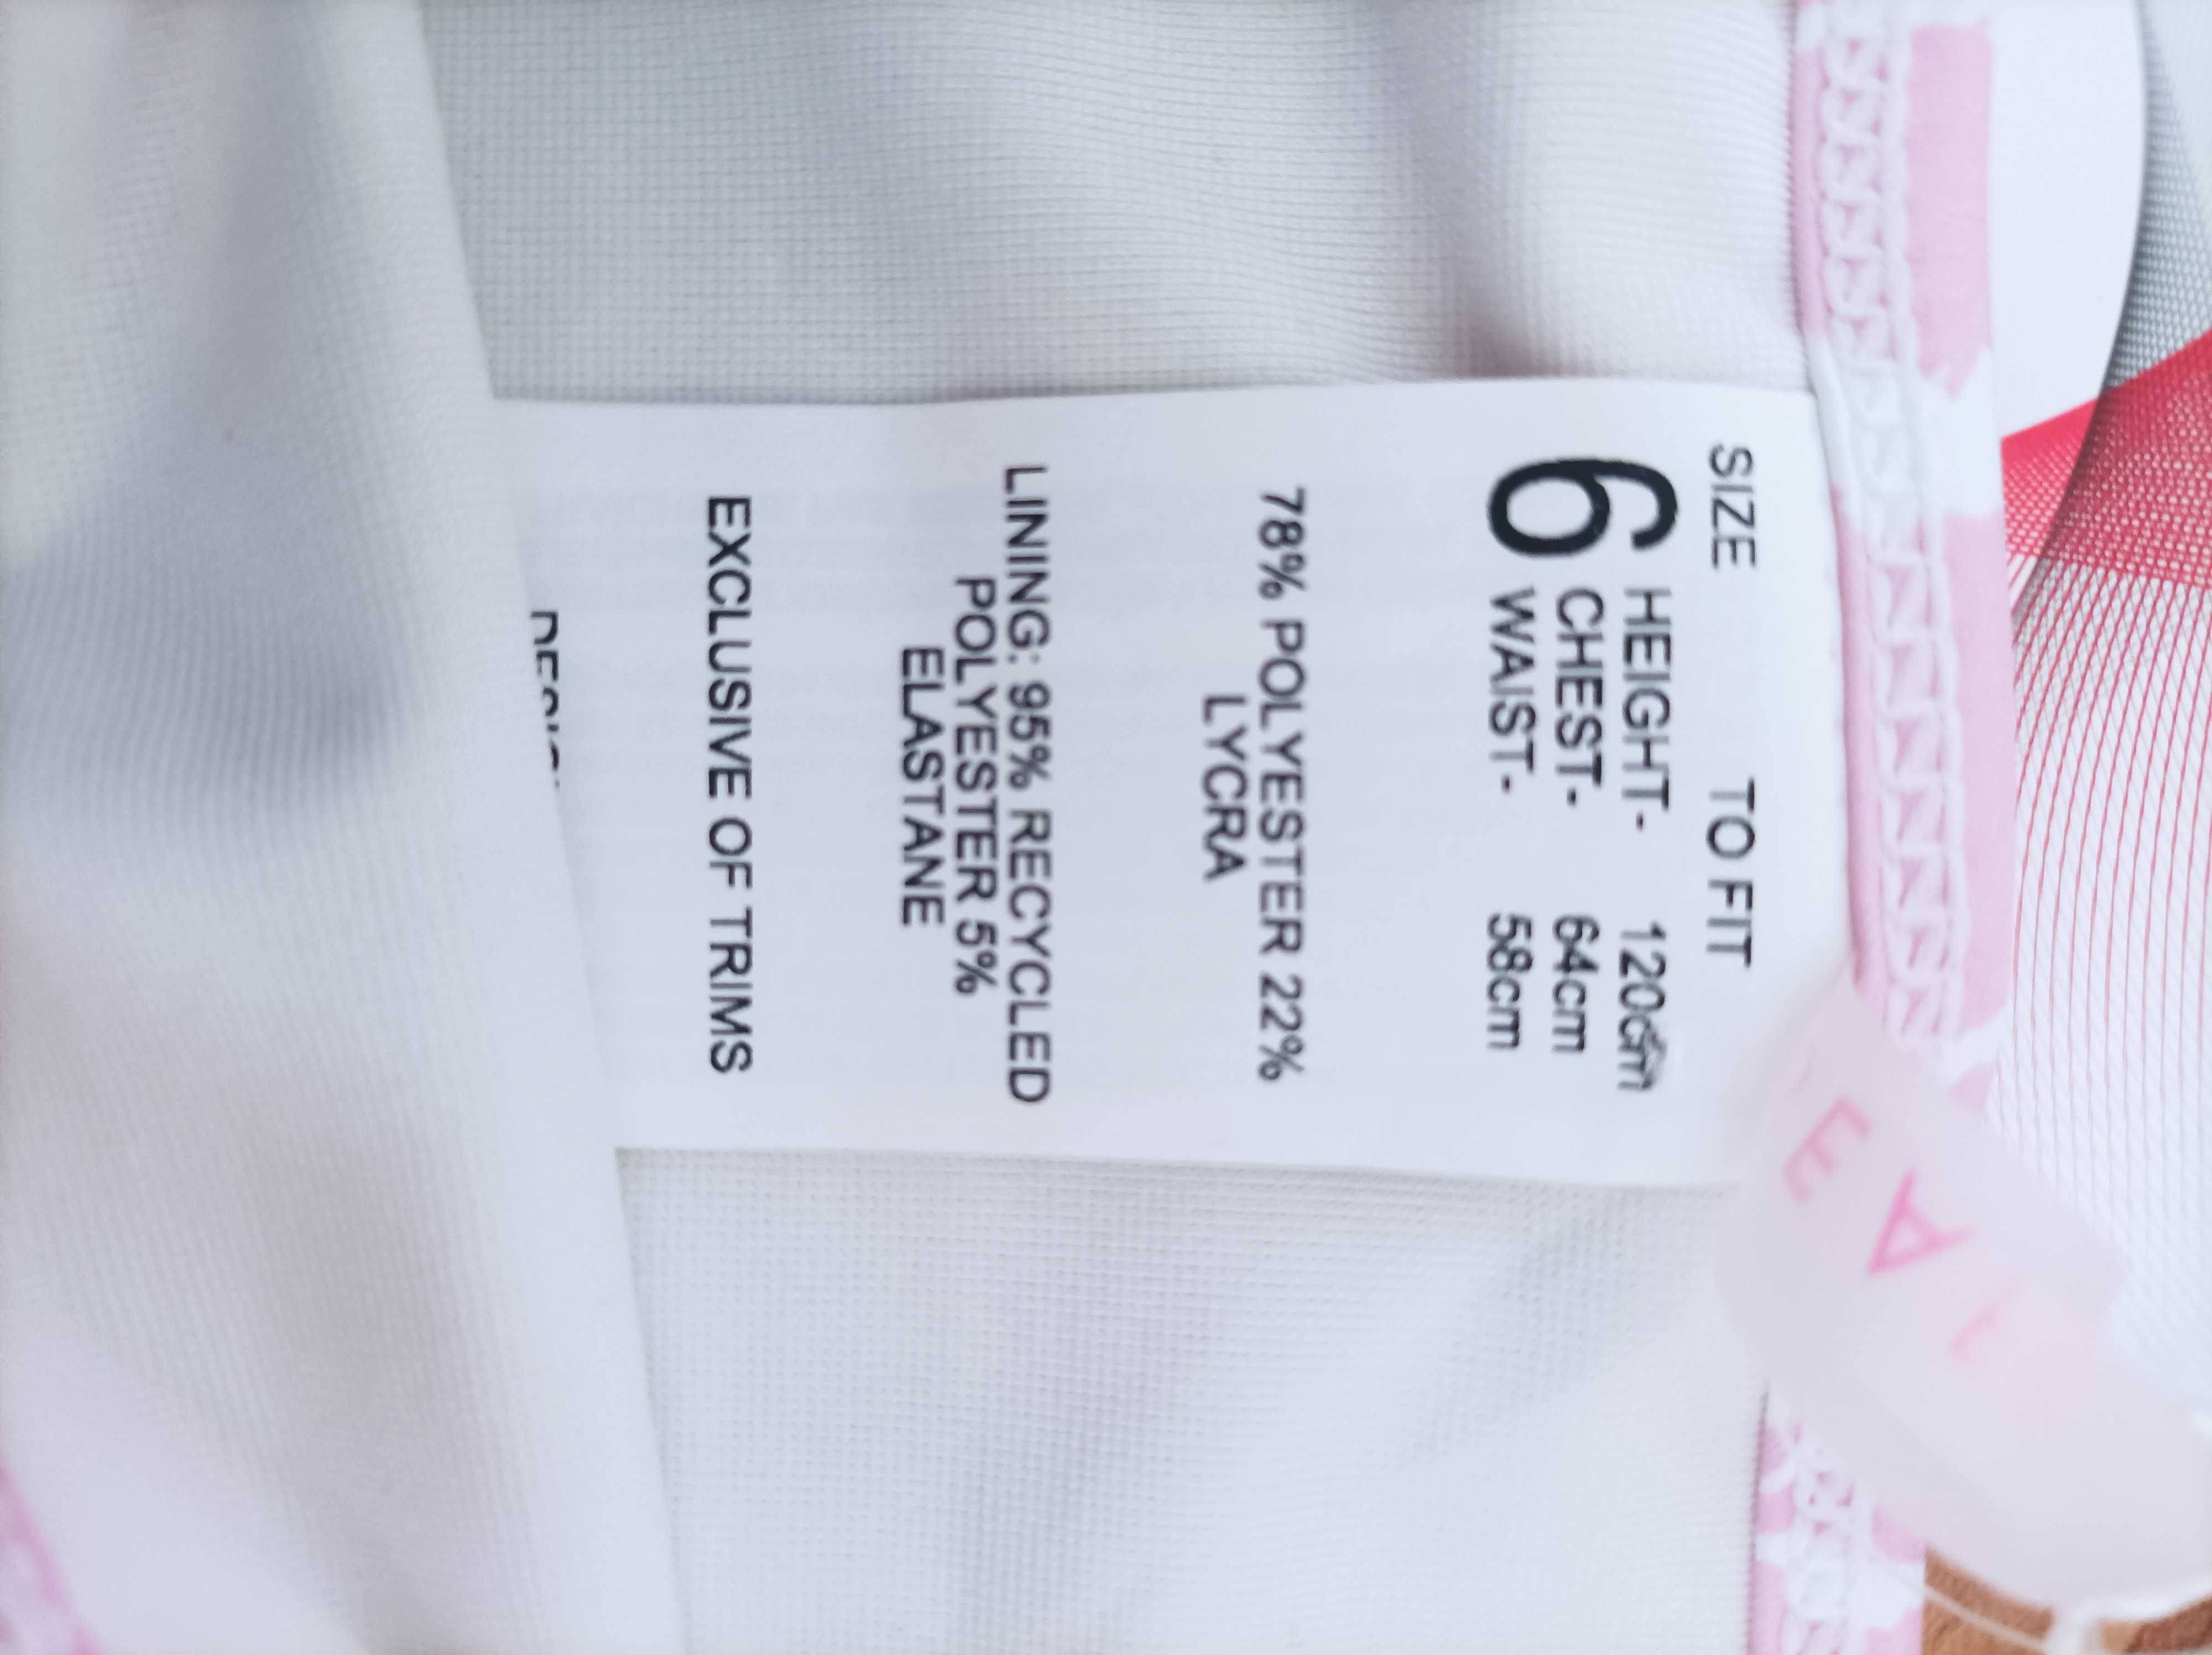 SIZE TO FIT
6 HEIGHT- 120cm
CHEST- 64cm
WAIST- 58cm
78% POLYESTER 22%
LYCRA
LINING: 95% RECYCLED
POLYESTER 5%
ELASTANE
EXCLUSIVE OF TRIMS